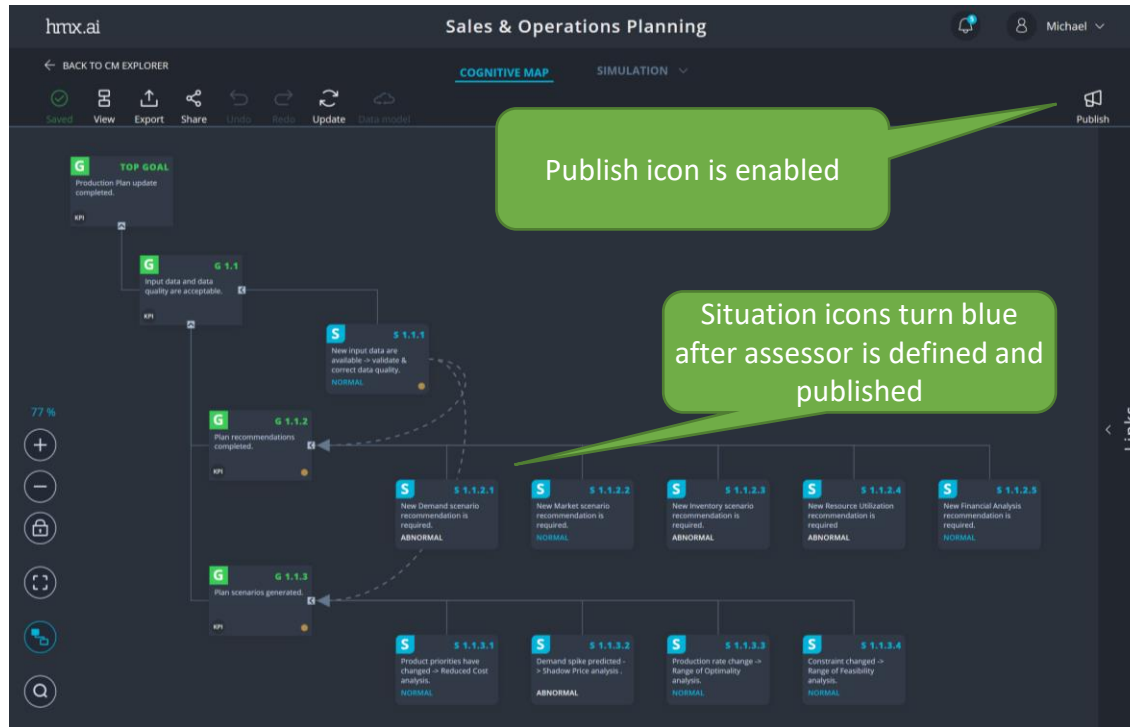 hmx.ai
Sales & Operations Planning
5
Michael
BACK TO CM EXPLORER
COGNITIVE MAP
SIMULATION
Saved
View
Export
Share
Undo
Redo
Update
Data model
Publish
Publish icon is enabled
G
TOP GOAL
Production Plan update
completed.
KPI
G
G 1.1
Input data and data
quality are acceptable.
KPI
S
S 1.1.1
New input data are
available -> validate &
correct data quality.
NORMAL
Situation icons turn blue
after assessor is defined and
published
77 %
Links
G
G 1.1.2
Plan recommendations
completed.
KPI
S
S 1.1.2.1
New Demand scenario
recommendation is
required.
ABNORMAL
S
S 1.1.2.2
New Market scenario
recommendation is
required.
NORMAL
S
S 1.1.2.3
New Inventory scenario
recommendation is
required.
ABNORMAL
S
S 1.1.2.4
New Resource Utilization
recommendation is
required
ABNORMAL
S
S 1.1.2.5
New Financial Analysis
recommendation is
required.
NORMAL
G
G 1.1.3
Plan scenarios generated.
KPI
S
S 1.1.3.1
Product priorities have
changed -> Reduced Cost
analysis.
NORMAL
S
S 1.1.3.2
Demand spike predicted -
> Shadow Price analysis .
ABNORMAL
S
S 1.1.3.3
Production rate change ->
Range of Optimality
analysis.
NORMAL
S
S 1.1.3.4
Constraint changed ->
Range of Feasibility
analysis.
NORMAL